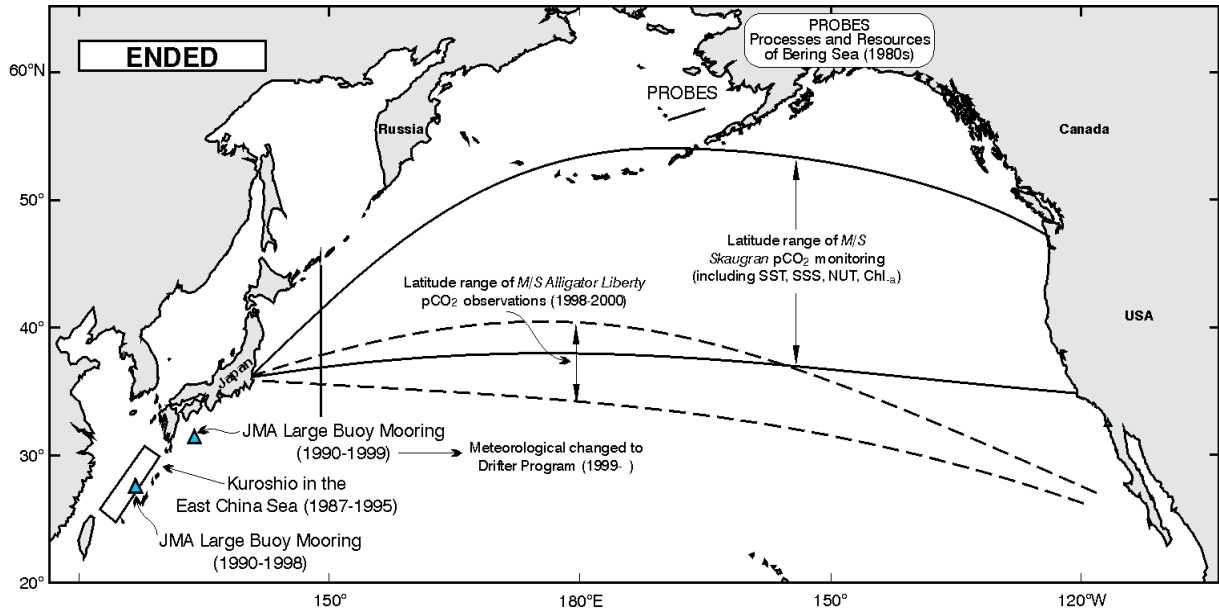 ENDED
PROBES
Processes and Resources
of Bering Sea (1980s)
60°N
PROBES
Russia
Canada
50°
Latitude range of M/S
Skaugran pCO₂ monitoring
(including SST, SSS, NUT, Chl.-a)
Latitude range of M/S Alligator Liberty
pCO₂ observations (1998-2000)
USA
40°
Japan
JMA Large Buoy Mooring
(1990-1999)
Meteorological changed to
Drifter Program (1999- )
30°
Kuroshio in the
East China Sea (1987-1995)
JMA Large Buoy Mooring
(1990-1998)
20°
150°
180°E
150°
120°W